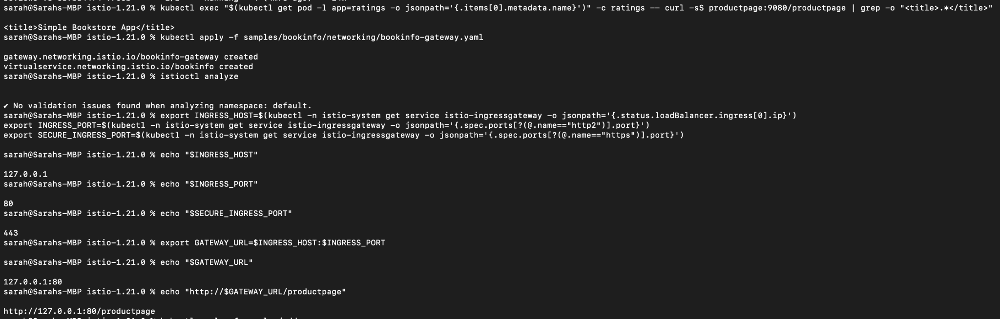 sarah@Sarahs-MBP istio-1.21.0 % kubectl exec "$(kubectl get pod -l app=ratings -o jsonpath='{.items[0].metadata.name}')" -c ratings -- curl -sS productpage:9080/productpage | grep -o "<title>.*</title>"
<title>Simple Bookstore App</title>
sarah@Sarahs-MBP istio-1.21.0 % kubectl apply -f samples/bookinfo/networking/bookinfo-gateway.yaml
gateway.networking.istio.io/bookinfo-gateway created
virtualservice.networking.istio.io/bookinfo created
sarah@Sarahs-MBP istio-1.21.0 % istioctl analyze
✔ No validation issues found when analyzing namespace: default.
sarah@Sarahs-MBP istio-1.21.0 % export INGRESS_HOST=$(kubectl -n istio-system get service istio-ingressgateway -o jsonpath='{.status.loadBalancer.ingress[0].ip}')
export INGRESS_PORT=$(kubectl -n istio-system get service istio-ingressgateway -o jsonpath='{.spec.ports[?(@.name=="http2")].port}')
export SECURE_INGRESS_PORT=$(kubectl -n istio-system get service istio-ingressgateway -o jsonpath='{.spec.ports[?(@.name=="https")].port}')
sarah@Sarahs-MBP istio-1.21.0 % echo "$INGRESS_HOST"
127.0.0.1
sarah@Sarahs-MBP istio-1.21.0 % echo "$INGRESS_PORT"
80
sarah@Sarahs-MBP istio-1.21.0 % echo "$SECURE_INGRESS_PORT"
443
sarah@Sarahs-MBP istio-1.21.0 % export GATEWAY_URL=$INGRESS_HOST:$INGRESS_PORT
sarah@Sarahs-MBP istio-1.21.0 % echo "$GATEWAY_URL"
127.0.0.1:80
sarah@Sarahs-MBP istio-1.21.0 % echo "http://$GATEWAY_URL/productpage"
http://127.0.0.1:80/productpage